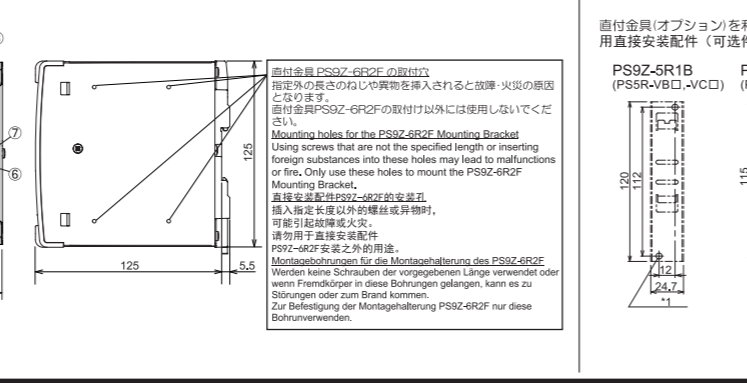 ⑦
⑥
125
125
5.5
直付金具 PS9Z-6R2F の取付穴
指定外の長さのねじや異物を挿入されると故障・火災の原因
となります。
直付金具PS9Z-6R2Fの取付け以外には使用しないでくだ
さい。
Mounting holes for the PS9Z-6R2F Mounting Bracket
Using screws that are not the specified length or inserting
foreign substances into these holes may lead to malfunctions
or fire. Only use these holes to mount the PS9Z-6R2F
Mounting Bracket.
直接安装配件PS9Z-6R2F的安装孔
插入指定长度以外的螺丝或异物时,
可能引起故障或火灾。
请勿用于直接安装配件
PS9Z-6R2F安装之外的用途。
Montagebohrungen für die Montagehalterung des PS9Z-6R2F
Werden keine Schrauben der vorgegebenen Länge verwendet oder
wenn Fremdkörper in diese Bohrungen gelangen, kann es zu
Störungen oder zum Brand kommen.
Zur Befestigung der Montagehalterung PS9Z-6R2F nur diese
Bohrunverwenden.
直付金具(オプション)を
用直接安装配件（可选件
PS9Z-5R1B
(PS5R-VB□,-VC□)
120
112
12
24.7
*1
115